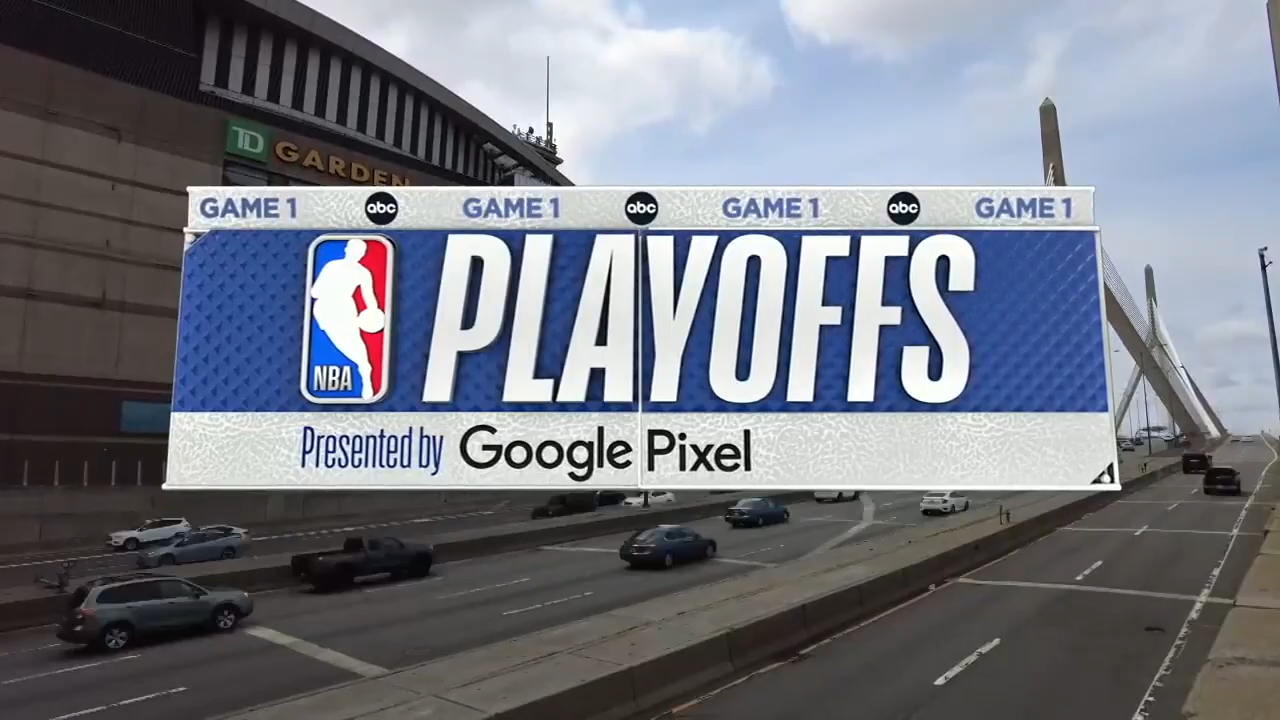 TD GARDEN
GAME 1 abc GAME 1 abc GAME 1 abc GAME 1
NBA
PLAYOFFS
Presented by Google Pixel